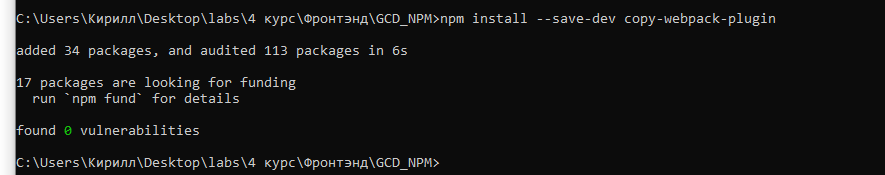 C:\Users\Кирилл\Desktop\labs\4 курс\Фронтэнд\GCD_NPM>npm install --save-dev copy-webpack-plugin
added 34 packages, and audited 113 packages in 6s
17 packages are looking for funding
  run `npm fund` for details
found 0 vulnerabilities
C:\Users\Кирилл\Desktop\labs\4 курс\Фронтэнд\GCD_NPM>